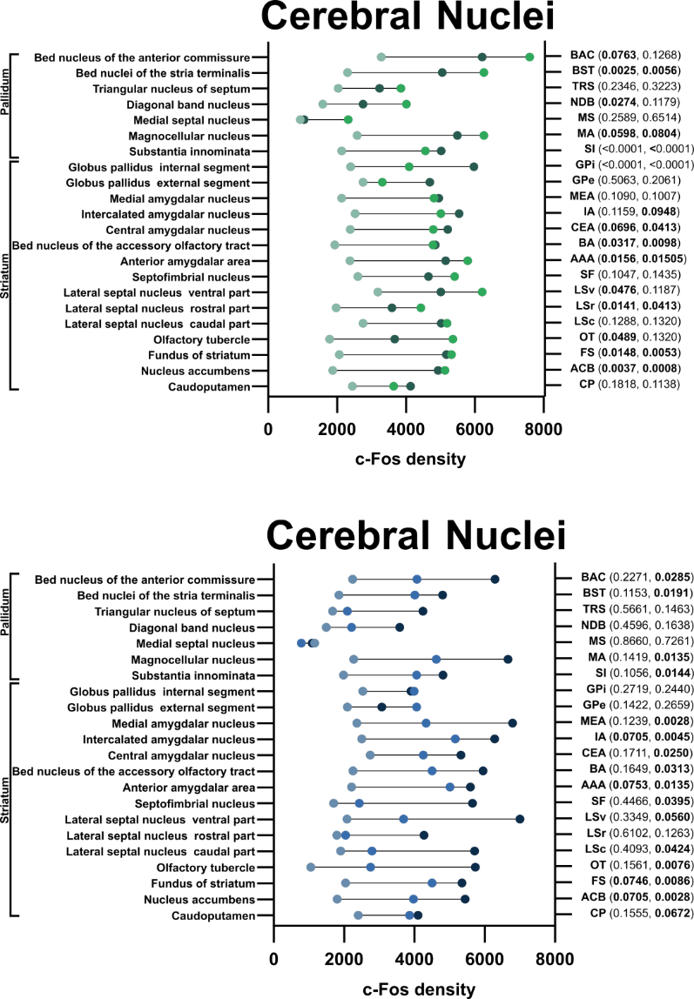 Cerebral Nuclei
Pallidum
Bed nucleus of the anterior commissure BAC (0.0763, 0.1268)
Bed nuclei of the stria terminalis BST (0.0025, 0.0056)
Triangular nucleus of septum TRS (0.2346, 0.3223)
Diagonal band nucleus NDB (0.0274, 0.1179)
Medial septal nucleus MS (0.2589, 0.6514)
Magnocellular nucleus MA (0.0598, 0.0804)
Substantia innominata SI (<0.0001, <0.0001)
Striatum
Globus pallidus internal segment GPi (<0.0001, <0.0001)
Globus pallidus external segment GPe (0.5063, 0.2061)
Medial amygdalar nucleus MEA (0.1090, 0.1007)
Intercalated amygdalar nucleus IA (0.1159, 0.0948)
Central amygdalar nucleus CEA (0.0696, 0.0413)
Bed nucleus of the accessory olfactory tract BA (0.0317, 0.0098)
Anterior amygdalar area AAA (0.0156, 0.01505)
Septofimbrial nucleus SF (0.1047, 0.1435)
Lateral septal nucleus ventral part LSv (0.0476, 0.1187)
Lateral septal nucleus rostral part LSr (0.0141, 0.0413)
Lateral septal nucleus caudal part LSc (0.1288, 0.1320)
Olfactory tubercle OT (0.0489, 0.1320)
Fundus of striatum FS (0.0148, 0.0053)
Nucleus accumbens ACB (0.0037, 0.0008)
Caudoputamen CP (0.1818, 0.1138)
0 2000 4000 6000 8000
c-Fos density
Cerebral Nuclei
Pallidum
Bed nucleus of the anterior commissure BAC (0.2271, 0.0285)
Bed nuclei of the stria terminalis BST (0.1153, 0.0191)
Triangular nucleus of septum TRS (0.5661, 0.1463)
Diagonal band nucleus NDB (0.4596, 0.1638)
Medial septal nucleus MS (0.8660, 0.7261)
Magnocellular nucleus MA (0.1419, 0.0135)
Substantia innominata SI (0.1056, 0.0144)
Striatum
Globus pallidus internal segment GPi (0.2719, 0.2440)
Globus pallidus external segment GPe (0.1422, 0.2659)
Medial amygdalar nucleus MEA (0.1239, 0.0028)
Intercalated amygdalar nucleus IA (0.0705, 0.0045)
Central amygdalar nucleus CEA (0.1711, 0.0250)
Bed nucleus of the accessory olfactory tract BA (0.1649, 0.0313)
Anterior amygdalar area AAA (0.0753, 0.0135)
Septofimbrial nucleus SF (0.4466, 0.0395)
Lateral septal nucleus ventral part LSv (0.3349, 0.0560)
Lateral septal nucleus rostral part LSr (0.6102, 0.1263)
Lateral septal nucleus caudal part LSc (0.4093, 0.0424)
Olfactory tubercle OT (0.1561, 0.0076)
Fundus of striatum FS (0.0746, 0.0086)
Nucleus accumbens ACB (0.0705, 0.0028)
Caudoputamen CP (0.1555, 0.0672)
0 2000 4000 6000 8000
c-Fos density